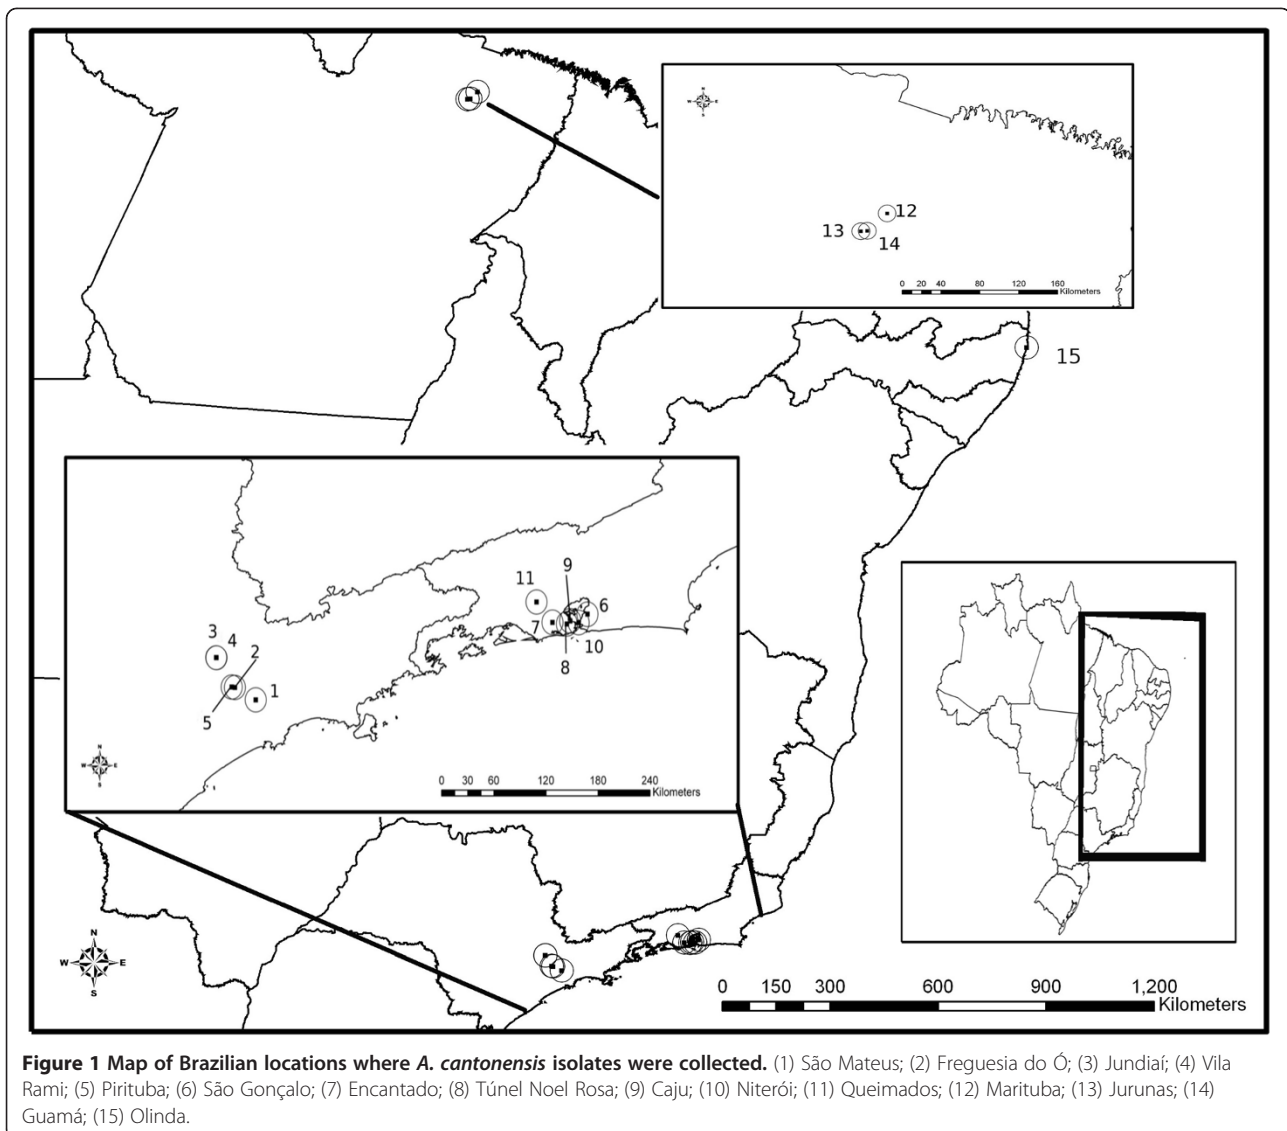 N
W E
S
12
13
14
0 20 40 80 120 160
Kilometers
15
9
11
6
7
10
8
3
4
2
1
5
N
W E
S
0 30 60 120 180 240
Kilometers
N
W E
S
0 150 300 600 900 1,200
Kilometers
Figure 1 Map of Brazilian locations where A. cantonensis isolates were collected. (1) São Mateus; (2) Freguesia do Ó; (3) Jundiaí; (4) Vila
Rami; (5) Pirituba; (6) São Gonçalo; (7) Encantado; (8) Túnel Noel Rosa; (9) Caju; (10) Niterói; (11) Queimados; (12) Marituba; (13) Jurunas; (14)
Guamá; (15) Olinda.